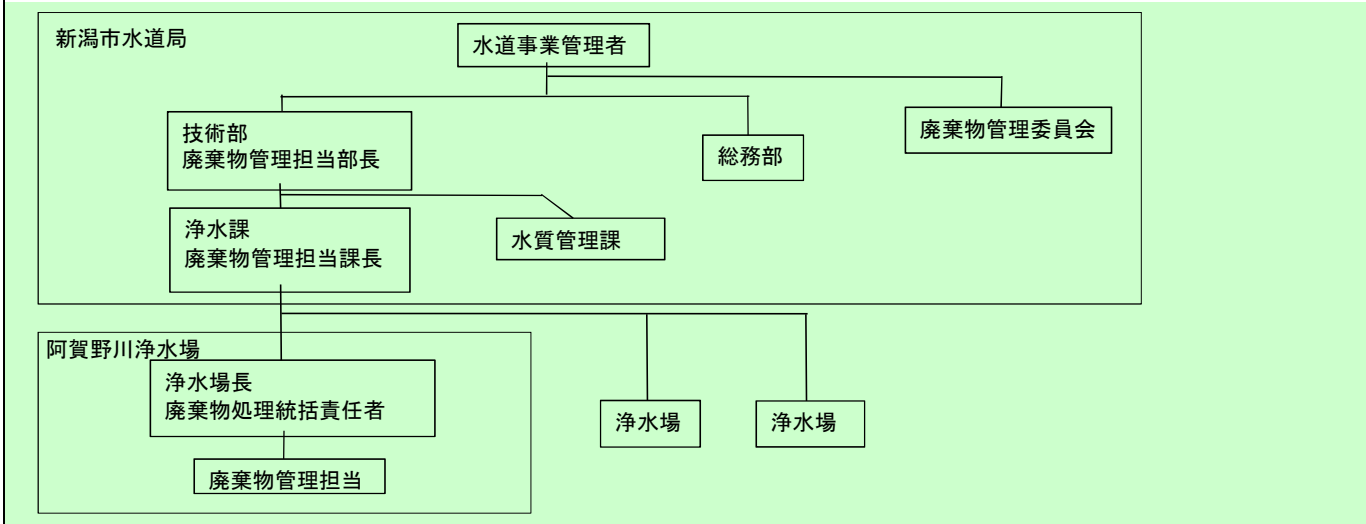 新潟市水道局
水道事業管理者
技術部
廃棄物管理担当部長
総務部
廃棄物管理委員会
浄水課
廃棄物管理担当課長
水質管理課
阿賀野川浄水場
浄水場長
廃棄物処理統括責任者
浄水場
浄水場
廃棄物管理担当